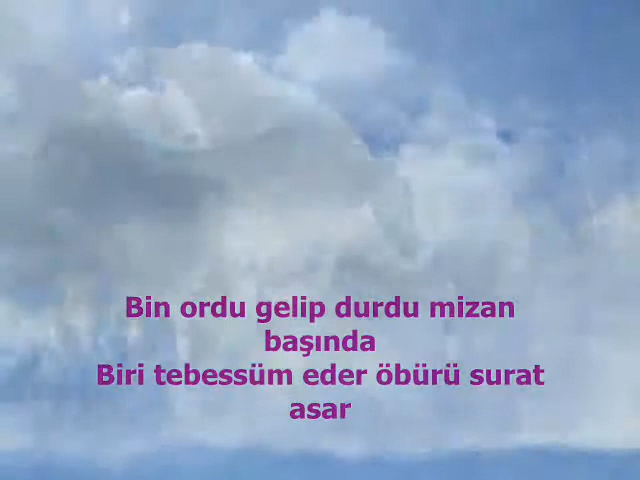 Bin ordu gelip durdu mizan
başında
Biri tebessüm eder öbürü surat
asar